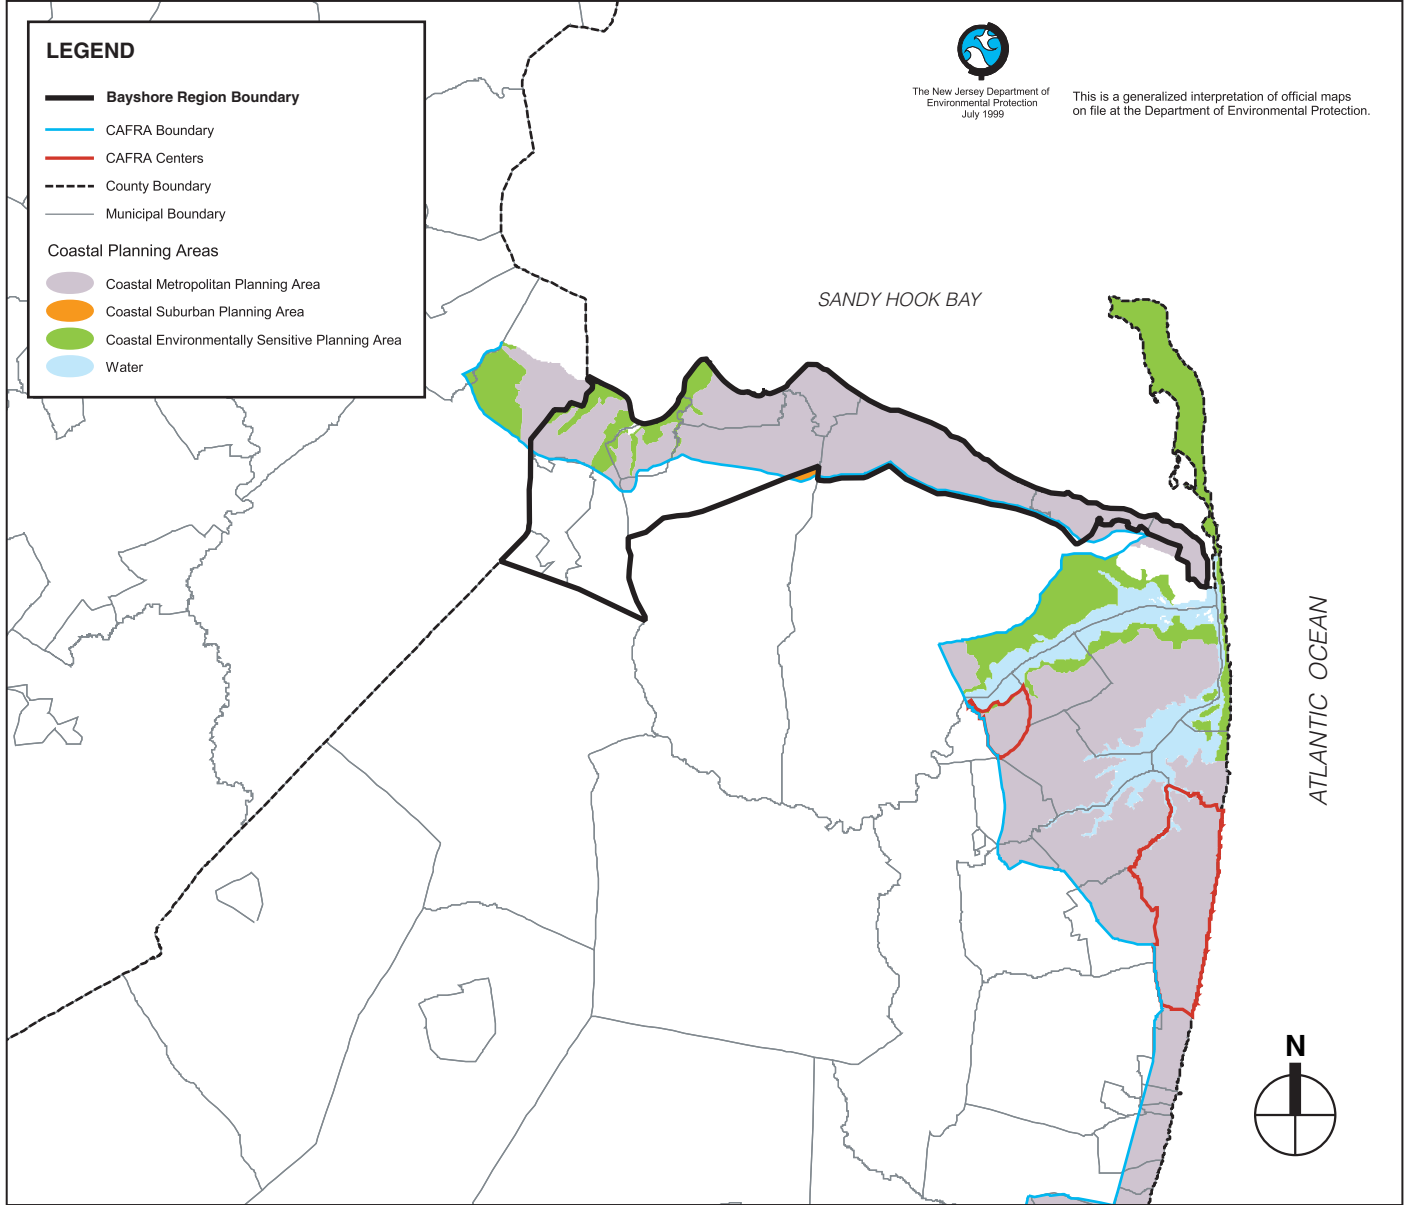 LEGEND
Bayshore Region Boundary
CAFRA Boundary
CAFRA Centers
County Boundary
Municipal Boundary
Coastal Planning Areas
Coastal Metropolitan Planning Area
Coastal Suburban Planning Area
Coastal Environmentally Sensitive Planning Area
Water
The New Jersey Department of
Environmental Protection
July 1999
This is a generalized interpretation of official maps
on file at the Department of Environmental Protection.
SANDY HOOK BAY
ATLANTIC OCEAN
N